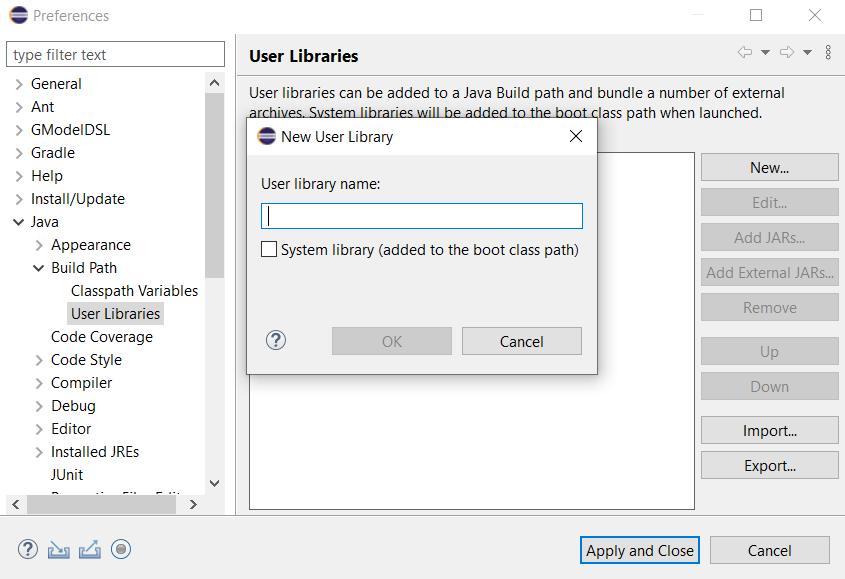 Preferences
type filter text
General
Ant
GModelDSL
Gradle
Help
Install/Update
Java
Appearance
Build Path
Classpath Variables
User Libraries
Code Coverage
Code Style
Compiler
Debug
Editor
Installed JREs
JUnit
User Libraries
User libraries can be added to a Java Build path and bundle a number of external
archives. System libraries will be added to the boot class path when launched.
New User Library
User library name:
System library (added to the boot class path)
OK
Cancel
New...
Edit...
Add JARs...
Add External JARs...
Remove
Up
Down
Import...
Export...
Apply and Close
Cancel